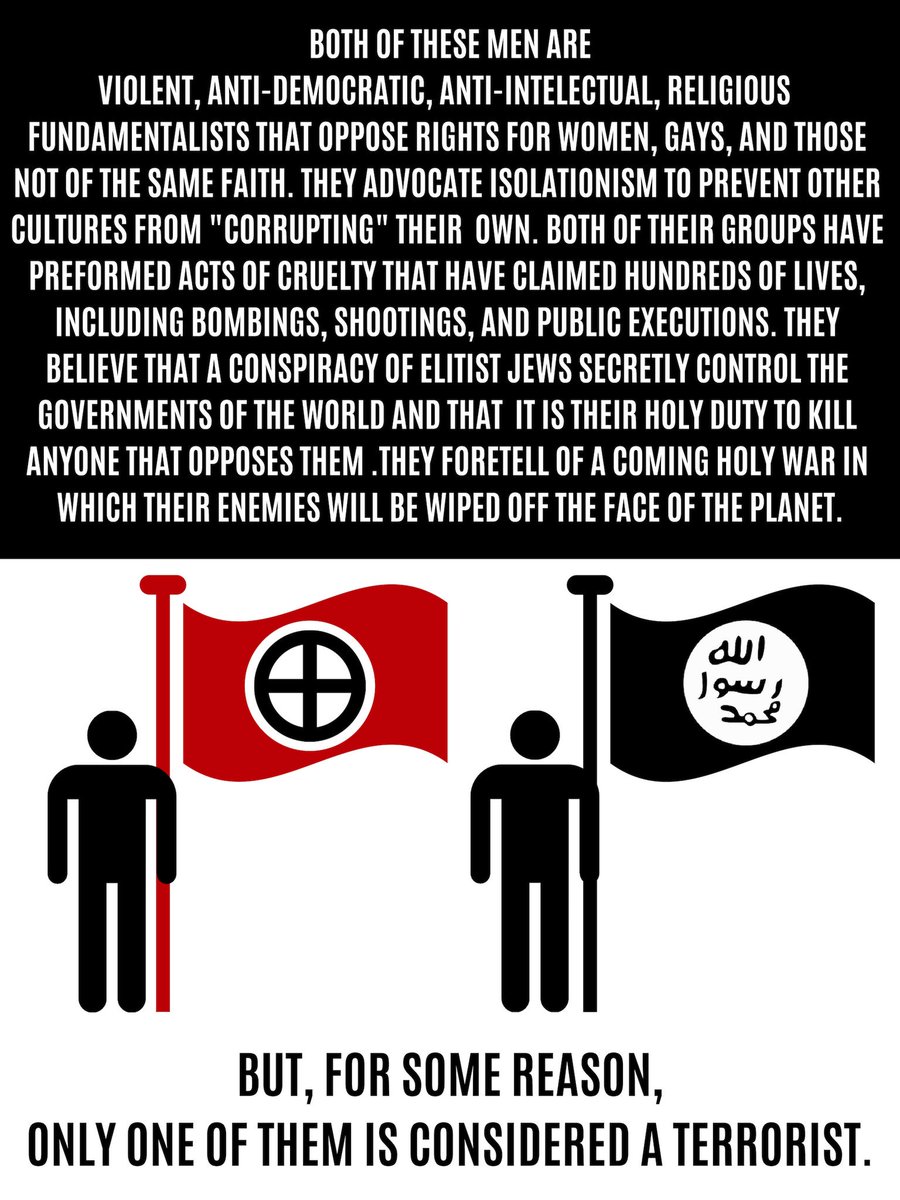 BOTH OF THESE MEN ARE
VIOLENT, ANTI-DEMOCRATIC, ANTI-INTELECTUAL, RELIGIOUS
FUNDAMENTALISTS THAT OPPOSE RIGHTS FOR WOMEN, GAYS, AND THOSE
NOT OF THE SAME FAITH. THEY ADVOCATE ISOLATIONISM TO PREVENT OTHER
CULTURES FROM "CORRUPTING" THEIR OWN. BOTH OF THEIR GROUPS HAVE
PREFORMED ACTS OF CRUELTY THAT HAVE CLAIMED HUNDREDS OF LIVES,
INCLUDING BOMBINGS, SHOOTINGS, AND PUBLIC EXECUTIONS. THEY
BELIEVE THAT A CONSPIRACY OF ELITIST JEWS SECRETLY CONTROL THE
GOVERNMENTS OF THE WORLD AND THAT IT IS THEIR HOLY DUTY TO KILL
ANYONE THAT OPPOSES THEM .THEY FORETELL OF A COMING HOLY WAR IN
WHICH THEIR ENEMIES WILL BE WIPED OFF THE FACE OF THE PLANET.
الله
رسول
محمد
BUT, FOR SOME REASON,
ONLY ONE OF THEM IS CONSIDERED A TERRORIST.